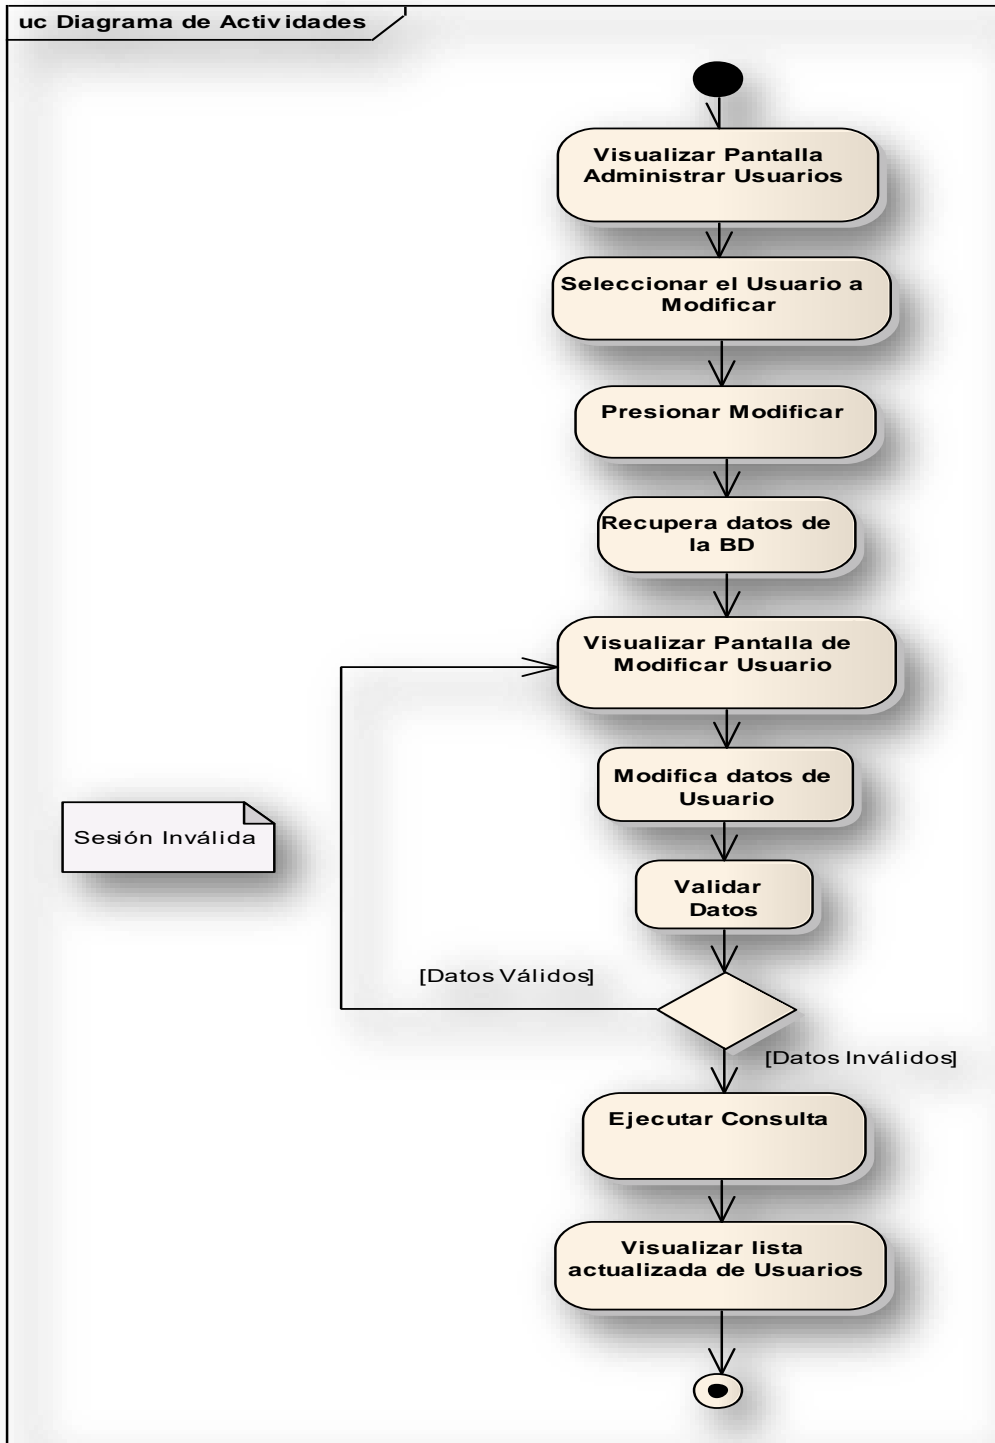 uc Diagrama de Actividades
Visualizar Pantalla
Administrar Usuarios
Seleccionar el Usuario a
Modificar
Presionar Modificar
Recupera datos de
la BD
Visualizar Pantalla de
Modificar Usuario
Modifica datos de
Usuario
Sesión Inválida
Validar
Datos
[Datos Válidos]
[Datos Inválidos]
Ejecutar Consulta
Visualizar lista
actualizada de Usuarios